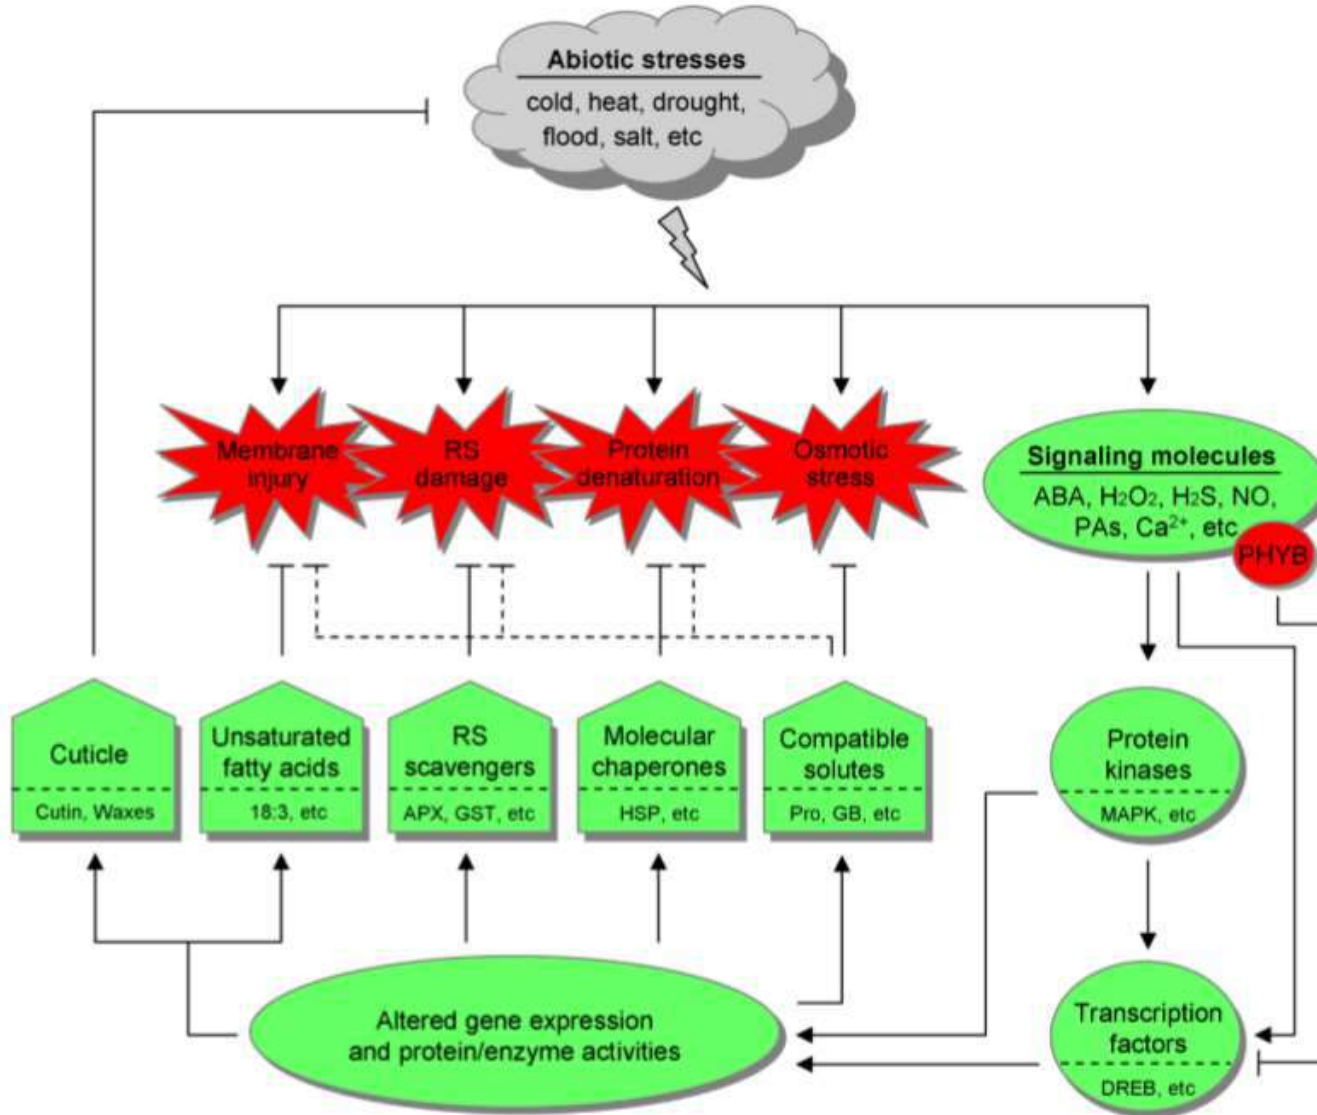 Abiotic stresses
cold, heat, drought,
flood, salt, etc
Membrane
injury
RS
damage
Protein
denaturation
Osmotic
stress
Signaling molecules
ABA, H₂O₂, H₂S, NO,
PAs, Ca²⁺, etc
PHYB
Cuticle
Cutin, Waxes
Unsaturated
fatty acids
18:3, etc
RS
scavengers
APX, GST, etc
Molecular
chaperones
HSP, etc
Compatible
solutes
Pro, GB, etc
Protein
kinases
MAPK, etc
Altered gene expression
and protein/enzyme activities
Transcription
factors
DREB, etc